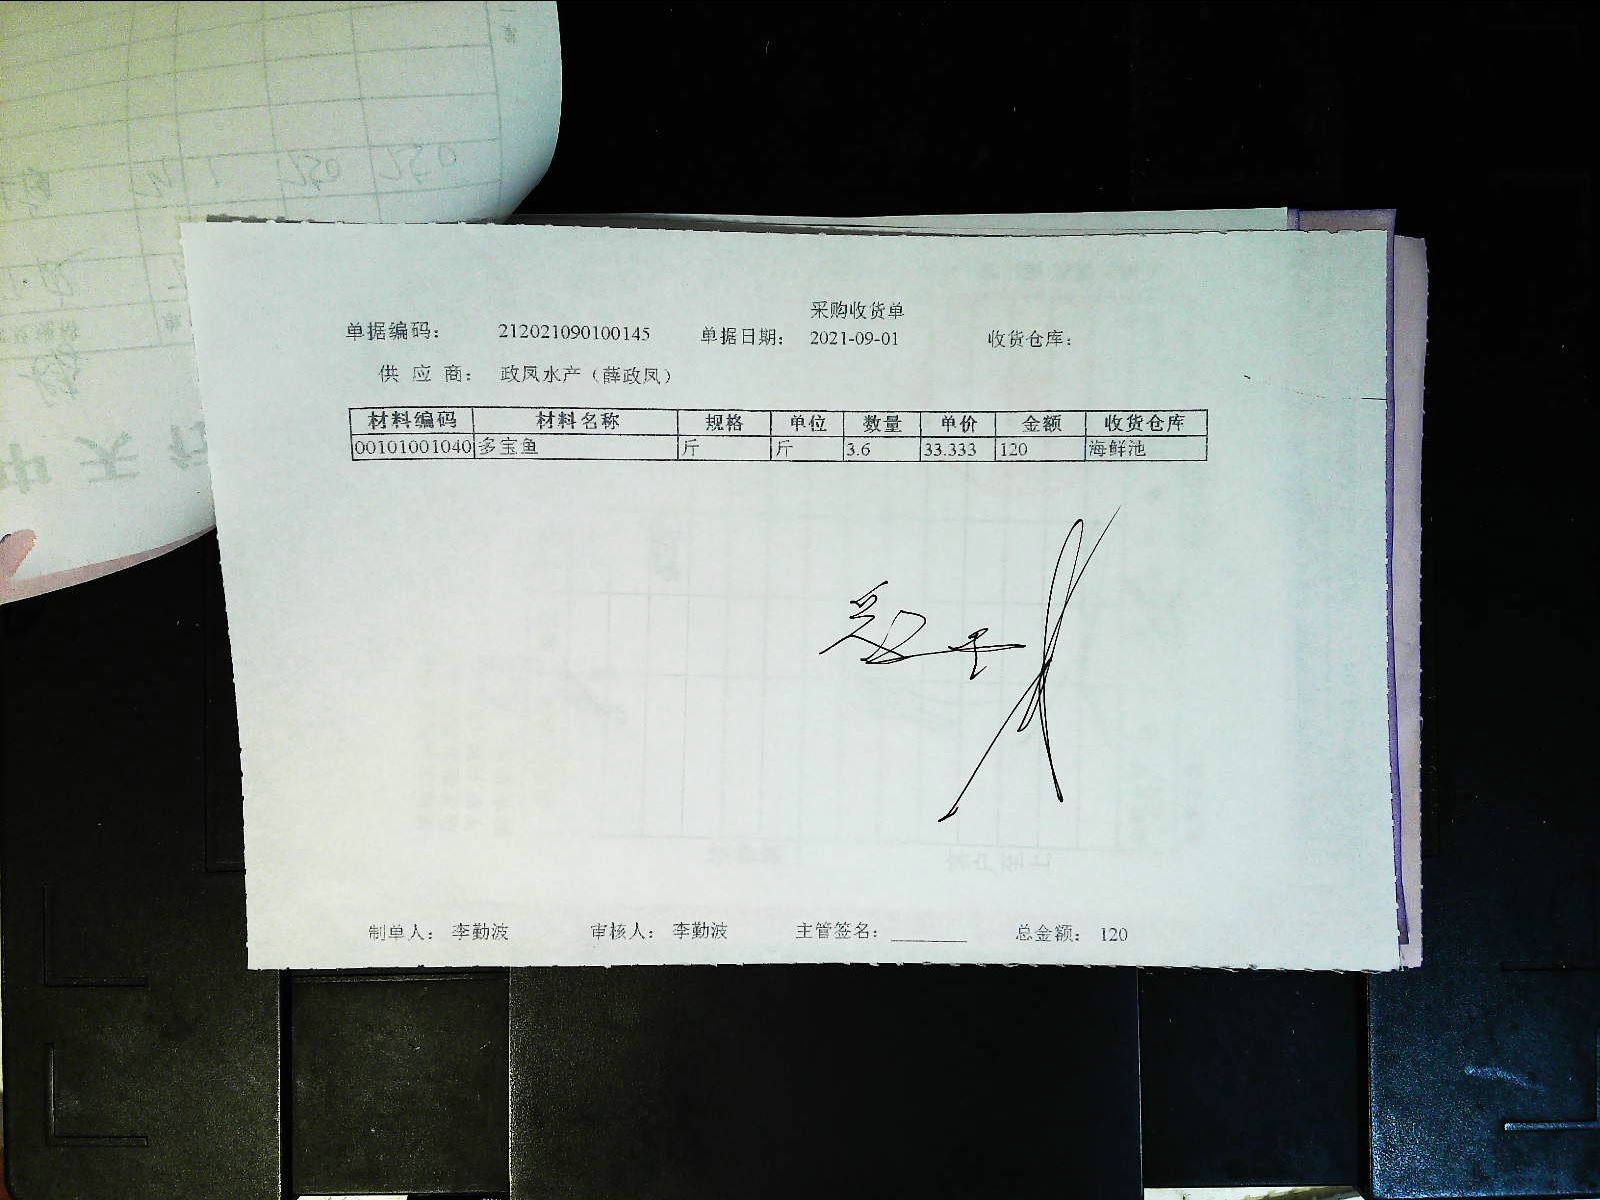 采购收货单
单据编码： 212021090100145 单据日期： 2021-09-01 收货仓库：
供 应 商： 政凤水产（薛政凤）
材料编码 材料名称 规格 单位 数量 单价 金额 收货仓库
00101001040 多宝鱼 斤 斤 3.6 33.333 120 海鲜池
制单人： 李勤波 审核人： 李勤波 主管签名：_______ 总金额： 120